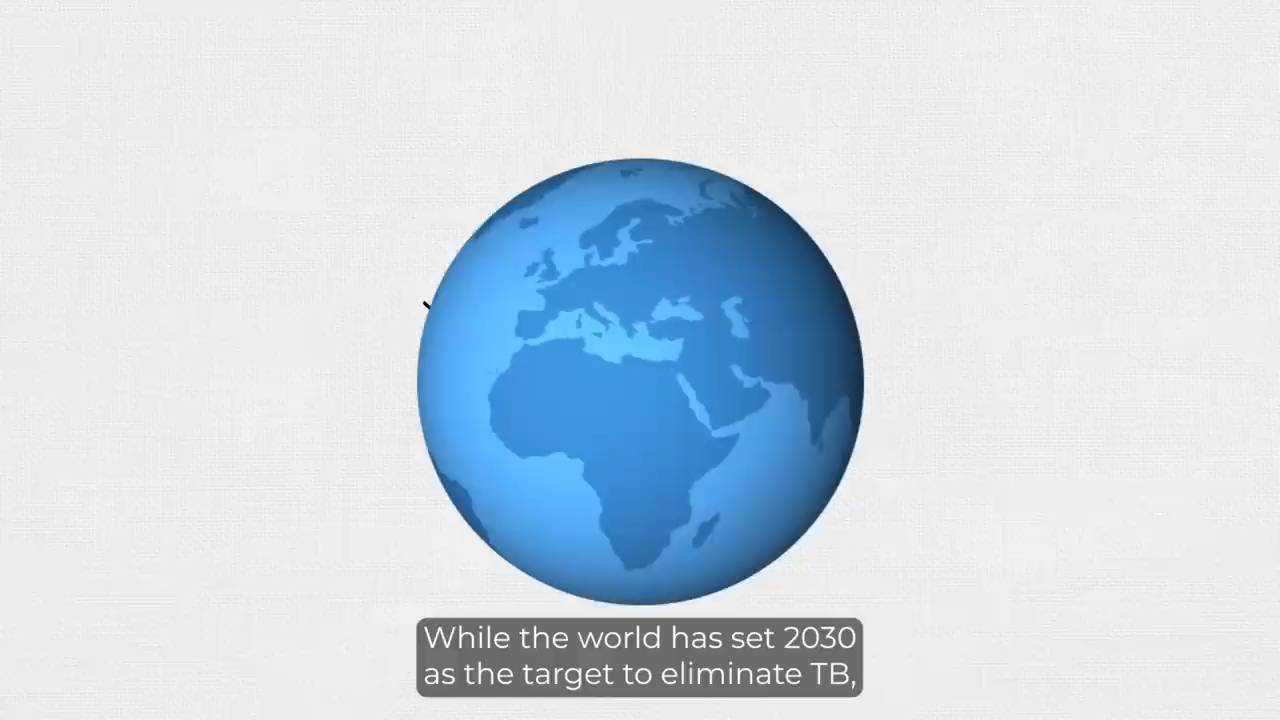 While the world has set 2030
as the target to eliminate TB,